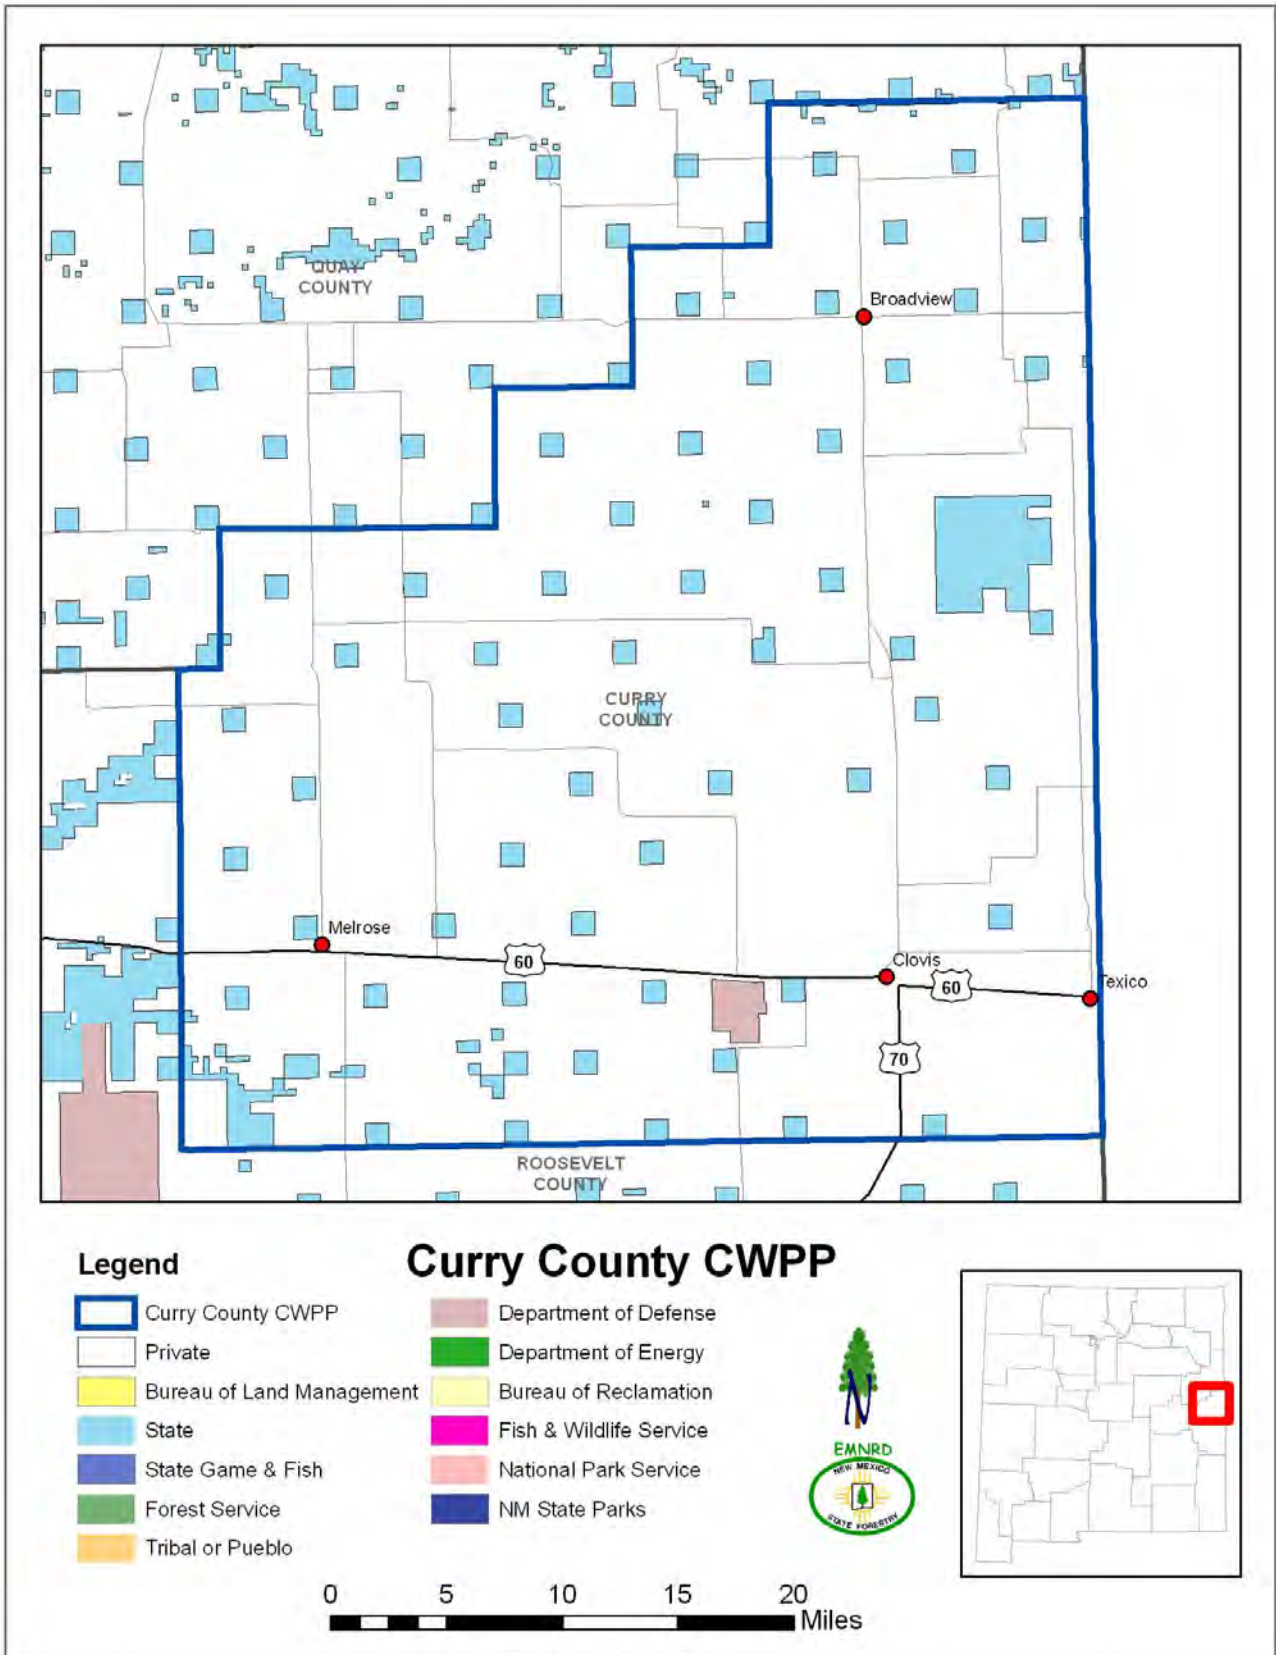 QUAY
COUNTY
Broadview
CURRY
COUNTY
Melrose
60
Clovis
60
Texico
70
ROOSEVELT
COUNTY
Legend
Curry County CWPP
Curry County CWPP
Private
Bureau of Land Management
State
State Game & Fish
Forest Service
Tribal or Pueblo
Department of Defense
Department of Energy
Bureau of Reclamation
Fish & Wildlife Service
National Park Service
NM State Parks
N
EMNRD
NEW MEXICO
STATE FORESTRY
0 5 10 15 20
Miles